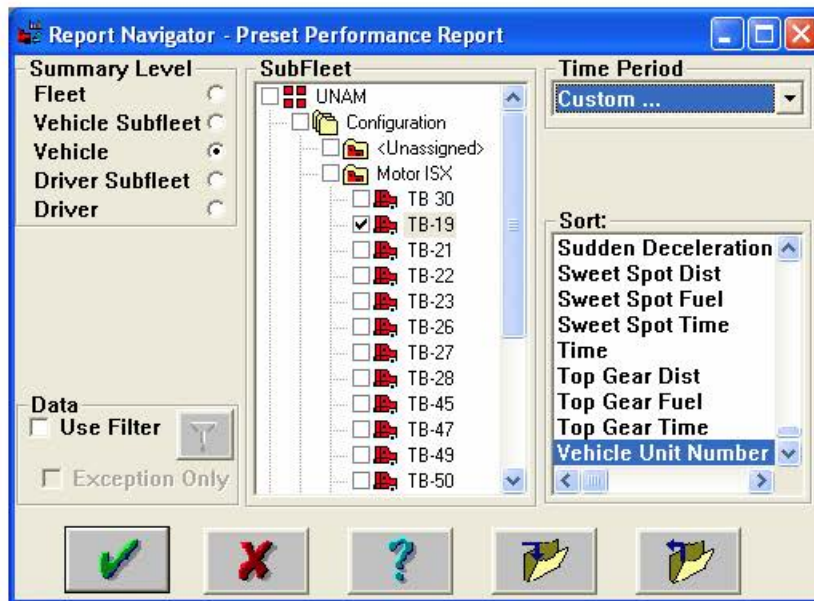 Report Navigator - Preset Performance Report
Summary Level
Fleet
Vehicle Subfleet
Vehicle
Driver Subfleet
Driver
Data
Use Filter
Exception Only
SubFleet
UNAM
Configuration
<Unassigned>
Motor ISX
TB 30
TB-19
TB-21
TB-22
TB-23
TB-26
TB-27
TB-28
TB-45
TB-47
TB-49
TB-50
Time Period
Custom ...
Sort:
Sudden Deceleration
Sweet Spot Dist
Sweet Spot Fuel
Sweet Spot Time
Time
Top Gear Dist
Top Gear Fuel
Top Gear Time
Vehicle Unit Number